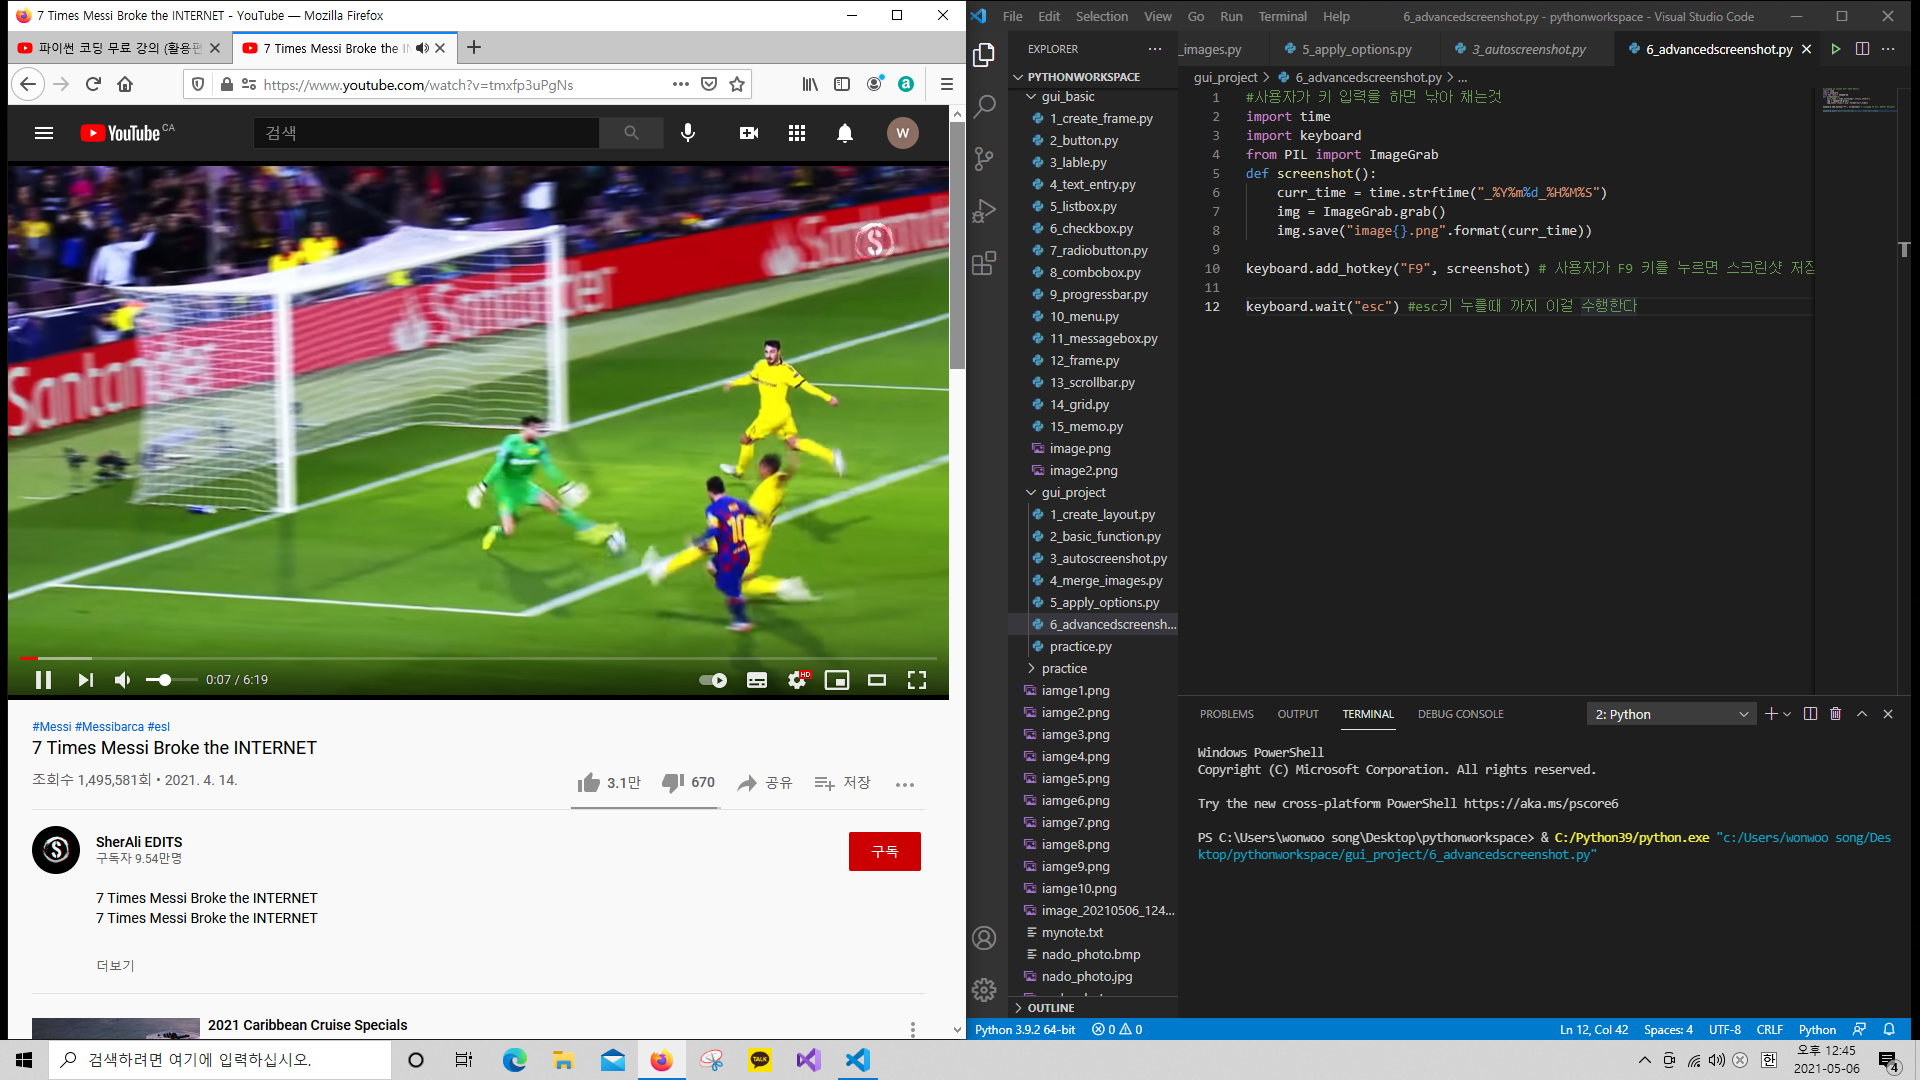 7 Times Messi Broke the INTERNET - YouTube — Mozilla Firefox
파이썬 코딩 무료 강의 (활용편
7 Times Messi Broke the IN
https://www.youtube.com/watch?v=tmxfp3uPgNs
YouTube CA
검색
W
Santander
Santander
Santander
10
0:07 / 6:19
HD
#Messi #Messibarca #esl
7 Times Messi Broke the INTERNET
조회수 1,495,581회 • 2021. 4. 14.
3.1만
670
공유
저장
SherAli EDITS
구독자 9.54만명
구독
7 Times Messi Broke the INTERNET
7 Times Messi Broke the INTERNET
더보기
2021 Caribbean Cruise Specials
File Edit Selection View Go Run Terminal Help
6_advancedscreenshot.py - pythonworkspace - Visual Studio Code
EXPLORER
_images.py
5_apply_options.py
3_autoscreenshot.py
6_advancedscreenshot.py
PYTHONWORKSPACE
gui_basic
1_create_frame.py
2_button.py
3_lable.py
4_text_entry.py
5_listbox.py
6_checkbox.py
7_radiobutton.py
8_combobox.py
9_progressbar.py
10_menu.py
11_messagebox.py
12_frame.py
13_scrollbar.py
14_grid.py
15_memo.py
image.png
image2.png
gui_project
1_create_layout.py
2_basic_function.py
3_autoscreenshot.py
4_merge_images.py
5_apply_options.py
6_advancedscreensh...
practice.py
practice
iamge1.png
iamge2.png
iamge3.png
iamge4.png
iamge5.png
iamge6.png
iamge7.png
iamge8.png
iamge9.png
iamge10.png
image_20210506_124...
mynote.txt
nado_photo.bmp
nado_photo.jpg
OUTLINE
gui_project > 6_advancedscreenshot.py > ...
1 #사용자가 키 입력을 하면 낚아 채는것
2 import time
3 import keyboard
4 from PIL import ImageGrab
5 def screenshot():
6 curr_time = time.strftime("_%Y%m%d_%H%M%S")
7 img = ImageGrab.grab()
8 img.save("image{}.png".format(curr_time))
9
10 keyboard.add_hotkey("F9", screenshot) # 사용자가 F9 키를 누르면 스크린샷 저장
11
12 keyboard.wait("esc") #esc키 누를때 까지 이걸 수행한다
PROBLEMS OUTPUT TERMINAL DEBUG CONSOLE
2: Python
Windows PowerShell
Copyright (C) Microsoft Corporation. All rights reserved.
Try the new cross-platform PowerShell https://aka.ms/pscore6
PS C:\Users\wonwoo song\Desktop\pythonworkspace> & C:/Python39/python.exe "c:/Users/wonwoo song/Des
ktop/pythonworkspace/gui_project/6_advancedscreenshot.py"
Python 3.9.2 64-bit
0 0
Ln 12, Col 42
Spaces: 4
UTF-8
CRLF
Python
검색하려면 여기에 입력하십시오.
TALK
한
오후 12:45
2021-05-06
4